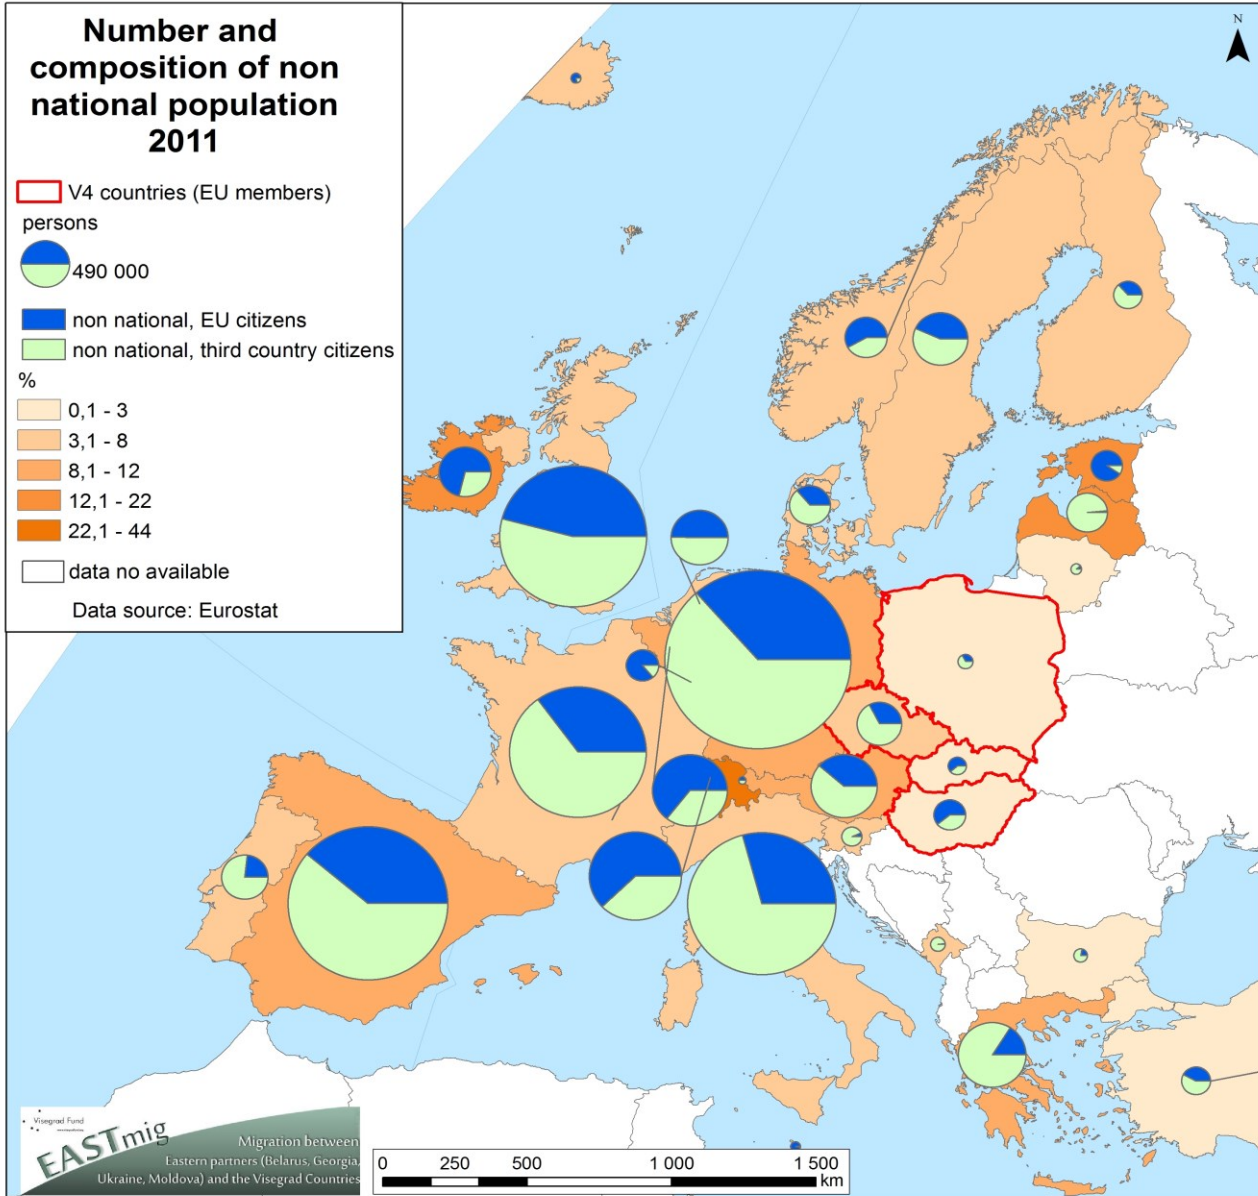 Number and
composition of non
national population
2011
V4 countries (EU members)
persons
490 000
non national, EU citizens
non national, third country citizens
%
0,1 - 3
3,1 - 8
8,1 - 12
12,1 - 22
22,1 - 44
data no available
Data source: Eurostat
N
Visegrad Fund
EASTmig
Migration between
Eastern partners (Belarus, Georgia,
Ukraine, Moldova) and the Visegrad Countries
0 250 500 1 000 1 500
km